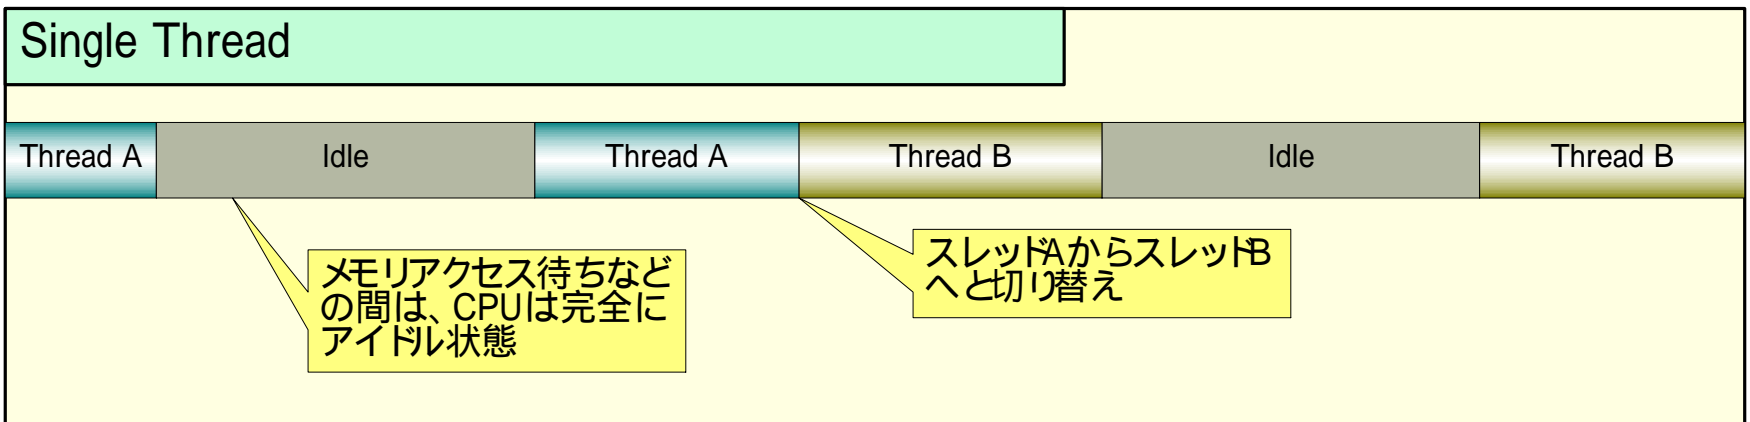 Single Thread
Thread A
Idle
Thread A
Thread B
Idle
Thread B
メモリアクセス待ちなど
の間は、CPUは完全に
アイドル状態
スレッドAからスレッドB
へと切り替え